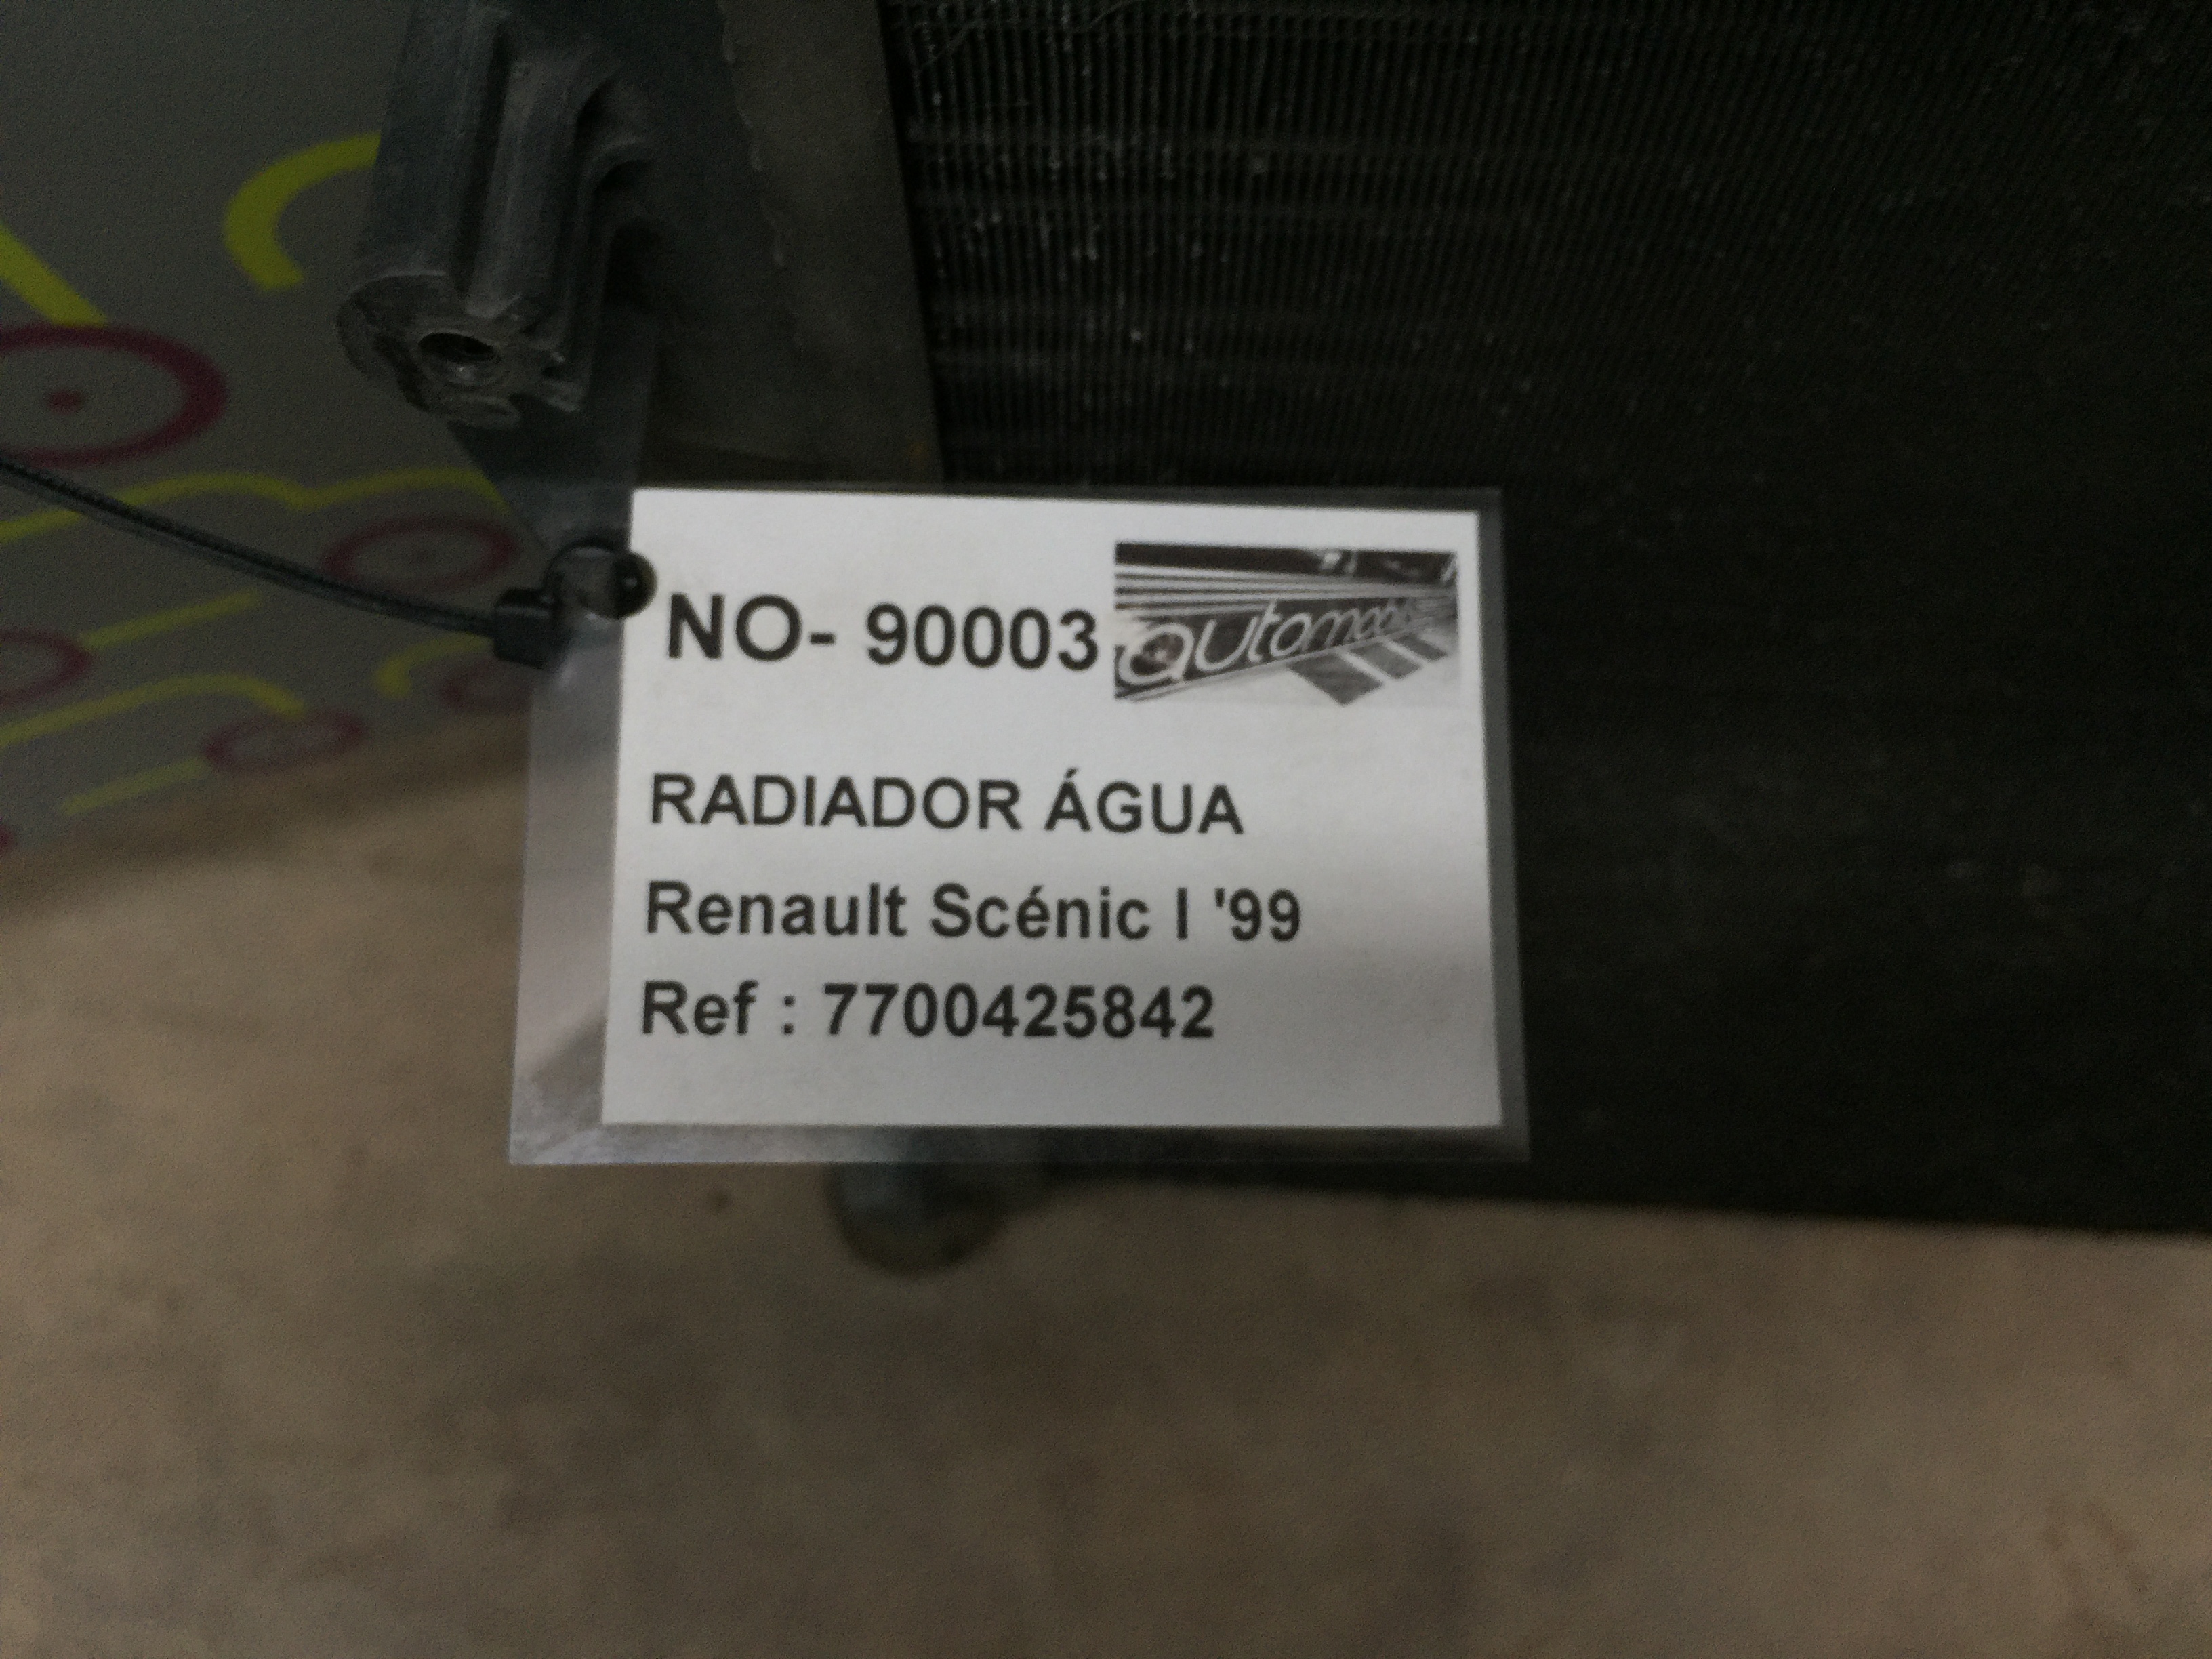 NO- 90003
RADIADOR ÁGUA
Renault Scénic I '99
Ref : 7700425842